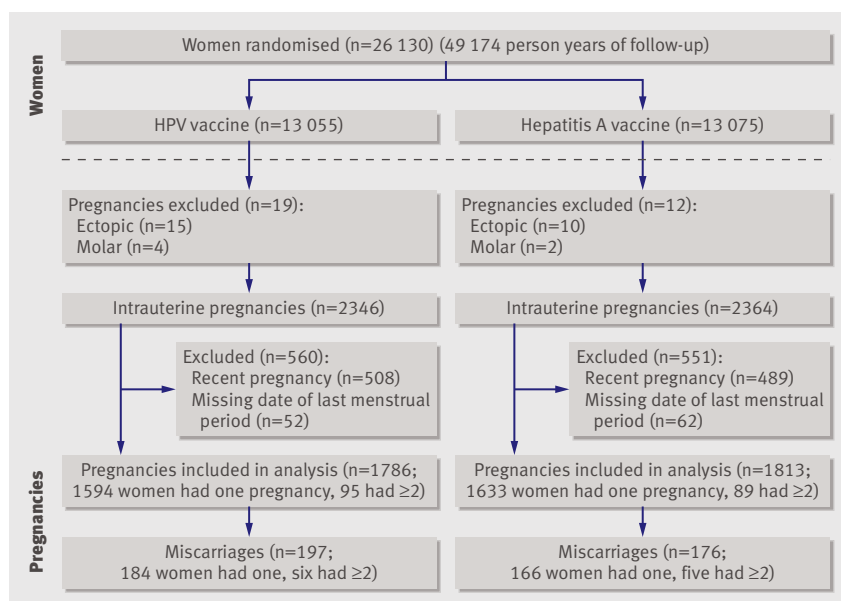 Women
Women randomised (n=26 130) (49 174 person years of follow-up)
HPV vaccine (n=13 055)
Hepatitis A vaccine (n=13 075)
Pregnancies
Pregnancies excluded (n=19):
Ectopic (n=15)
Molar (n=4)
Pregnancies excluded (n=12):
Ectopic (n=10)
Molar (n=2)
Intrauterine pregnancies (n=2346)
Intrauterine pregnancies (n=2364)
Excluded (n=560):
Recent pregnancy (n=508)
Missing date of last menstrual
period (n=52)
Excluded (n=551):
Recent pregnancy (n=489)
Missing date of last menstrual
period (n=62)
Pregnancies included in analysis (n=1786;
1594 women had one pregnancy, 95 had ≥2)
Pregnancies included in analysis (n=1813;
1633 women had one pregnancy, 89 had ≥2)
Miscarriages (n=197;
184 women had one, six had ≥2)
Miscarriages (n=176;
166 women had one, five had ≥2)